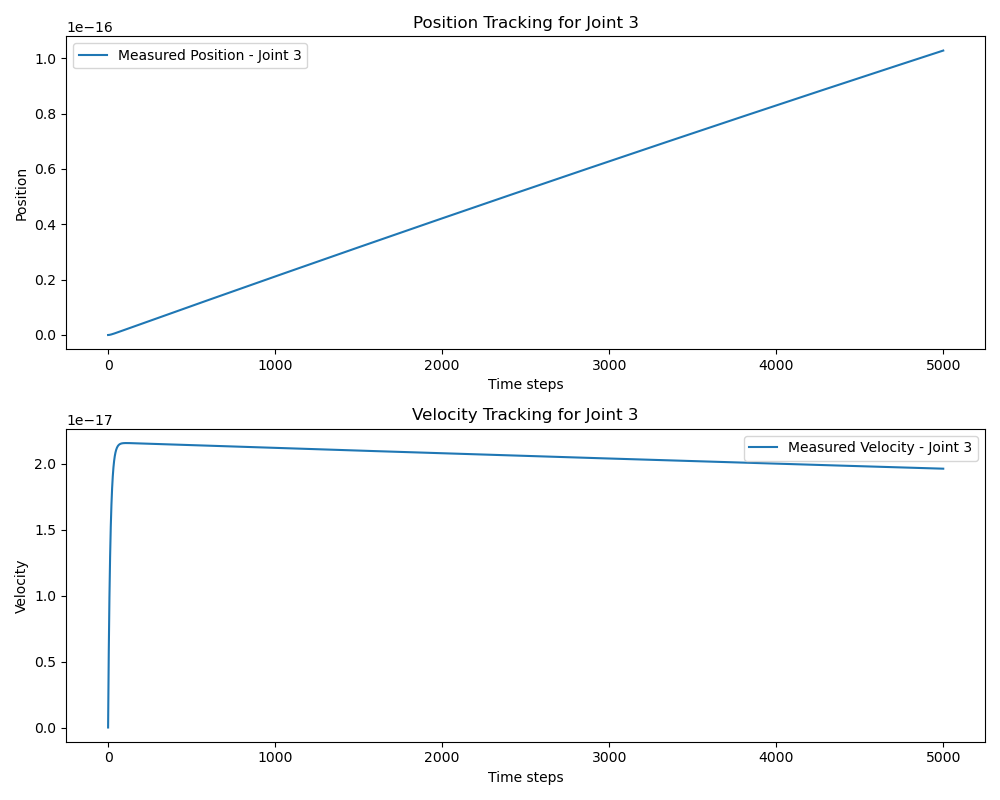 Position Tracking for Joint 3
1e−16
Measured Position - Joint 3
1.0
0.8
0.6
0.4
0.2
0.0
Position
0 1000 2000 3000 4000 5000
Time steps
Velocity Tracking for Joint 3
1e−17
Measured Velocity - Joint 3
2.0
1.5
1.0
0.5
0.0
Velocity
0 1000 2000 3000 4000 5000
Time steps